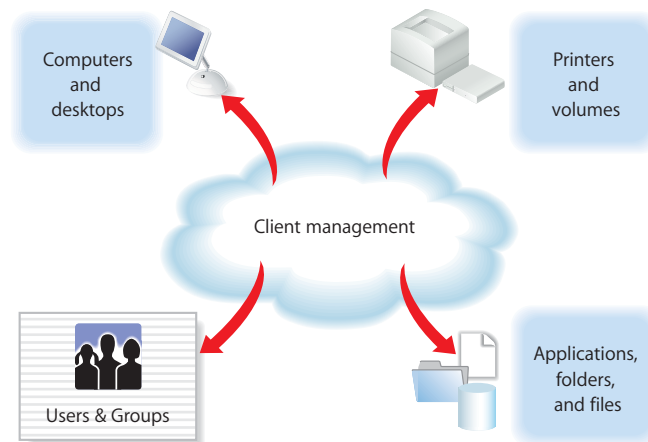 Computers
and
desktops
Printers
and
volumes
Client management
Users & Groups
Applications,
folders,
and files